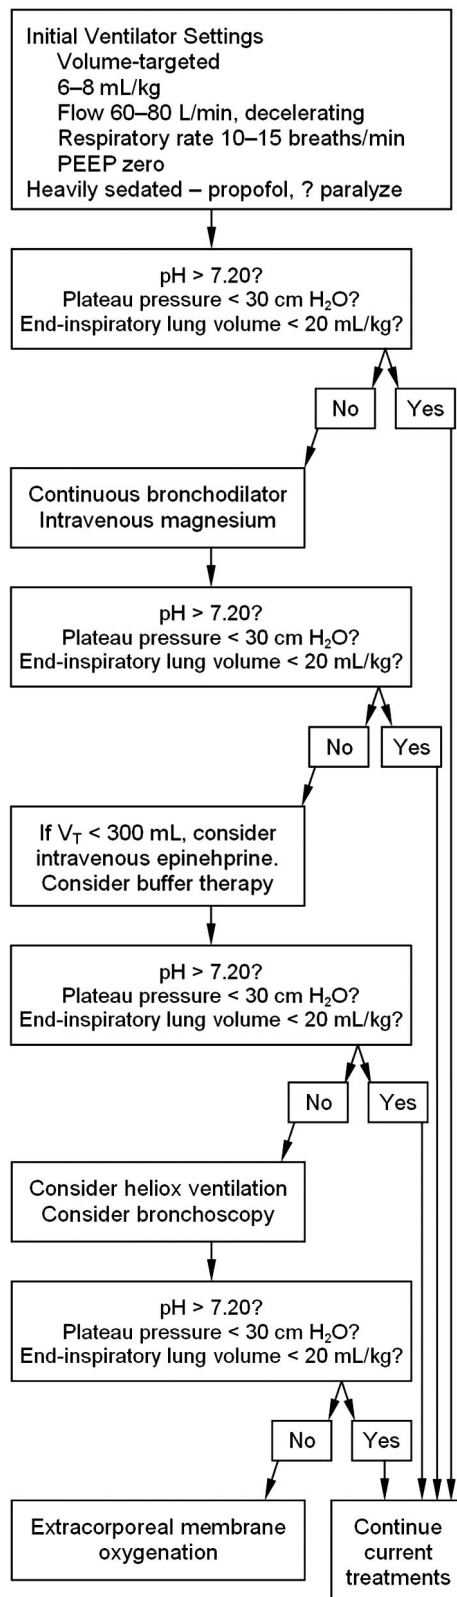 Initial Ventilator Settings
Volume-targeted
6–8 mL/kg
Flow 60–80 L/min, decelerating
Respiratory rate 10–15 breaths/min
PEEP zero
Heavily sedated – propofol, ? paralyze
pH > 7.20?
Plateau pressure < 30 cm H₂O?
End-inspiratory lung volume < 20 mL/kg?
No
Yes
Continuous bronchodilator
Intravenous magnesium
pH > 7.20?
Plateau pressure < 30 cm H₂O?
End-inspiratory lung volume < 20 mL/kg?
No
Yes
If V_T < 300 mL, consider
intravenous epinehprine.
Consider buffer therapy
pH > 7.20?
Plateau pressure < 30 cm H₂O?
End-inspiratory lung volume < 20 mL/kg?
No
Yes
Consider heliox ventilation
Consider bronchoscopy
pH > 7.20?
Plateau pressure < 30 cm H₂O?
End-inspiratory lung volume < 20 mL/kg?
No
Yes
Extracorporeal membrane
oxygenation
Continue
current
treatments